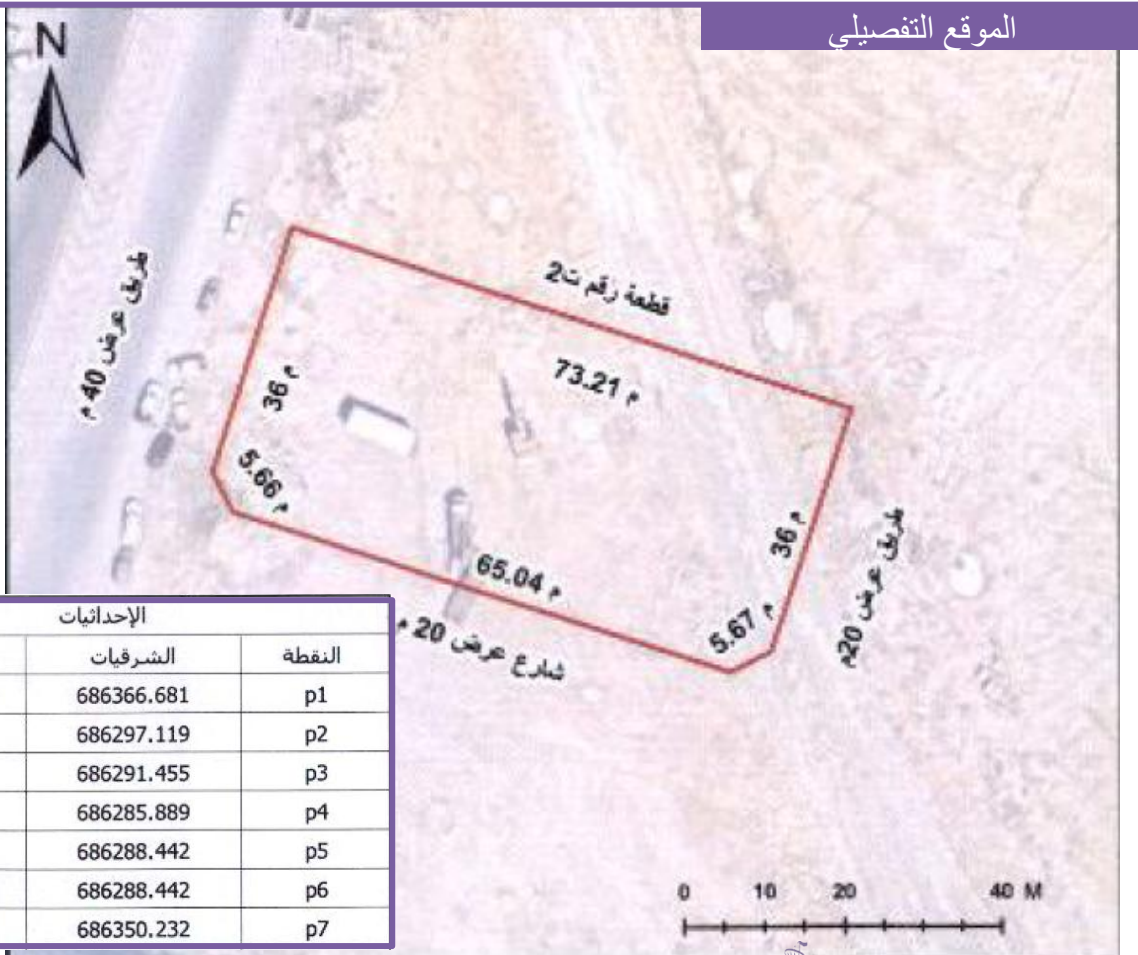 الموقع التفصيلي
N
طريق عرض 40 م
قطعة رقم ت2
73.21 م
36 م
5.66 م
65.04 م
5.67 م
36 م
طريق عرض 20م
شارع عرض 20 م
الإحداثيات
النقطة الشرقيات
p1 686366.681
p2 686297.119
p3 686291.455
p4 686285.889
p5 686288.442
p6 686288.442
p7 686350.232
0 10 20 40 M